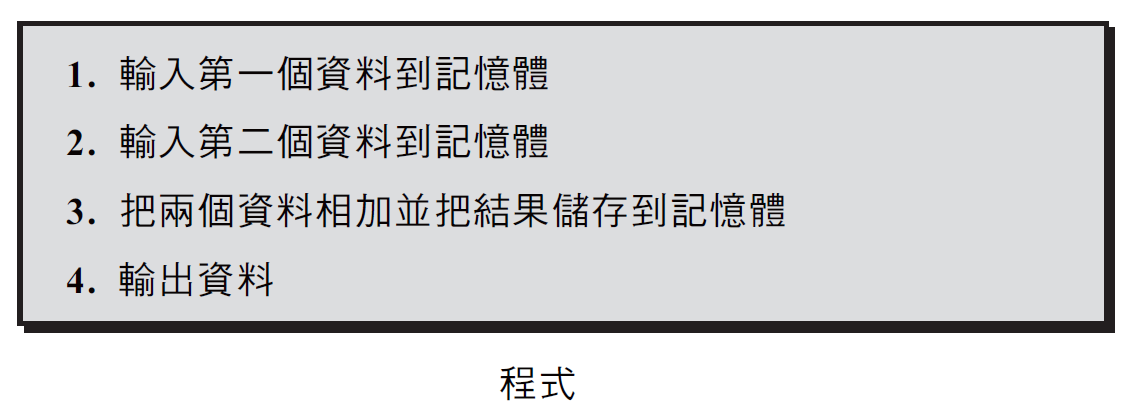 1. 輸入第一個資料到記憶體
2. 輸入第二個資料到記憶體
3. 把兩個資料相加並把結果儲存到記憶體
4. 輸出資料
程式